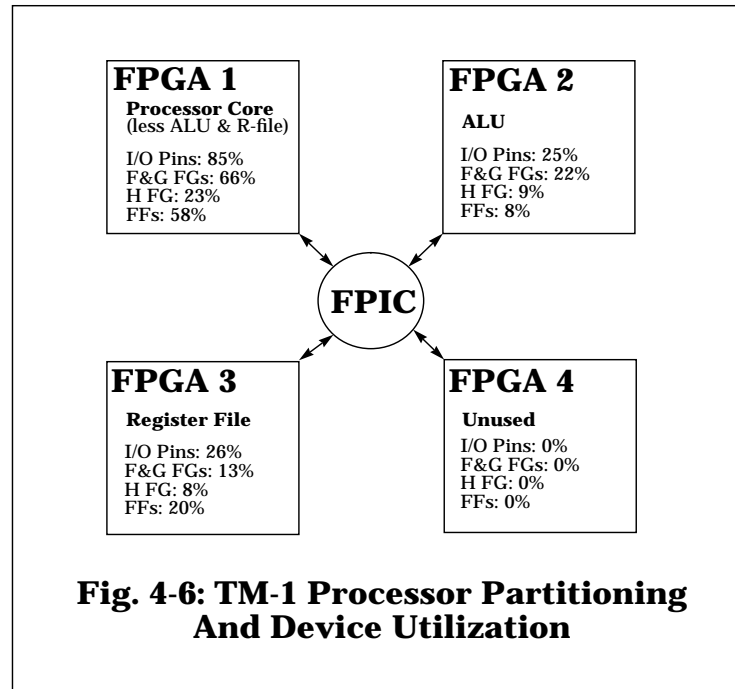 FPGA 1
Processor Core
(less ALU & R-file)
I/O Pins: 85%
F&G FGs: 66%
H FG: 23%
FFs: 58%
FPGA 2
ALU
I/O Pins: 25%
F&G FGs: 22%
H FG: 9%
FFs: 8%
FPIC
FPGA 3
Register File
I/O Pins: 26%
F&G FGs: 13%
H FG: 8%
FFs: 20%
FPGA 4
Unused
I/O Pins: 0%
F&G FGs: 0%
H FG: 0%
FFs: 0%
Fig. 4-6: TM-1 Processor Partitioning
And Device Utilization